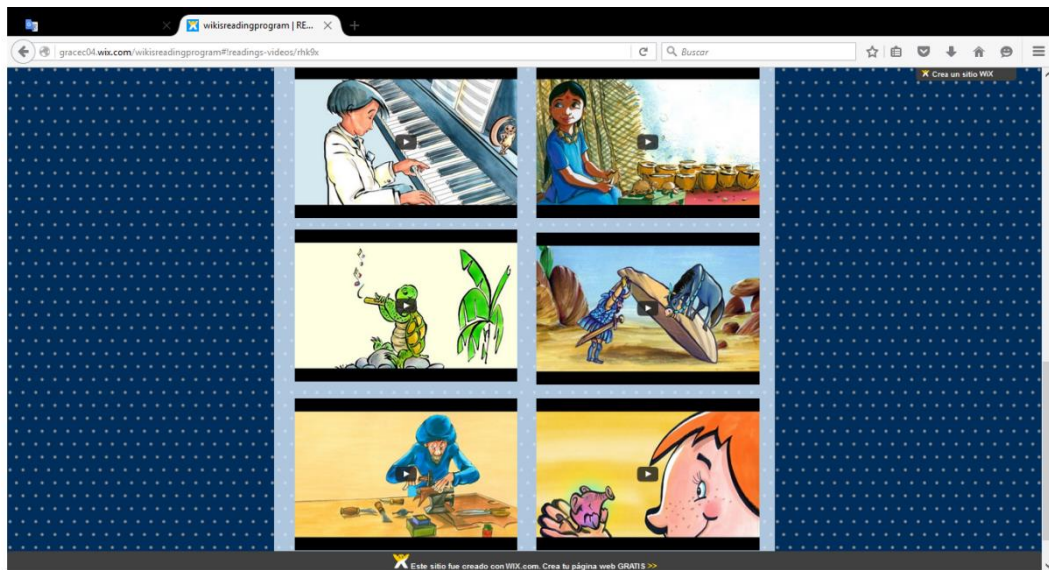 wikisreadingprogram | RE...
gracec04.wix.com/wikisreadingprogram#!readings-videos/rhk9x
Buscar
Crea un sitio WiX
Este sitio fue creado con WIX.com. Crea tu página web GRATIS >>